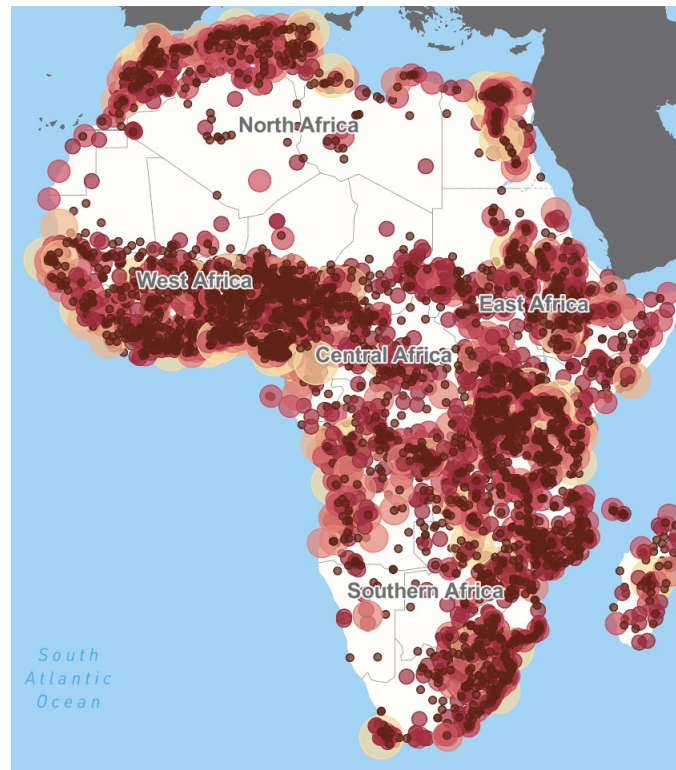 North Africa
West Africa
East Africa
Central Africa
Southern Africa
South
Atlantic
Ocean